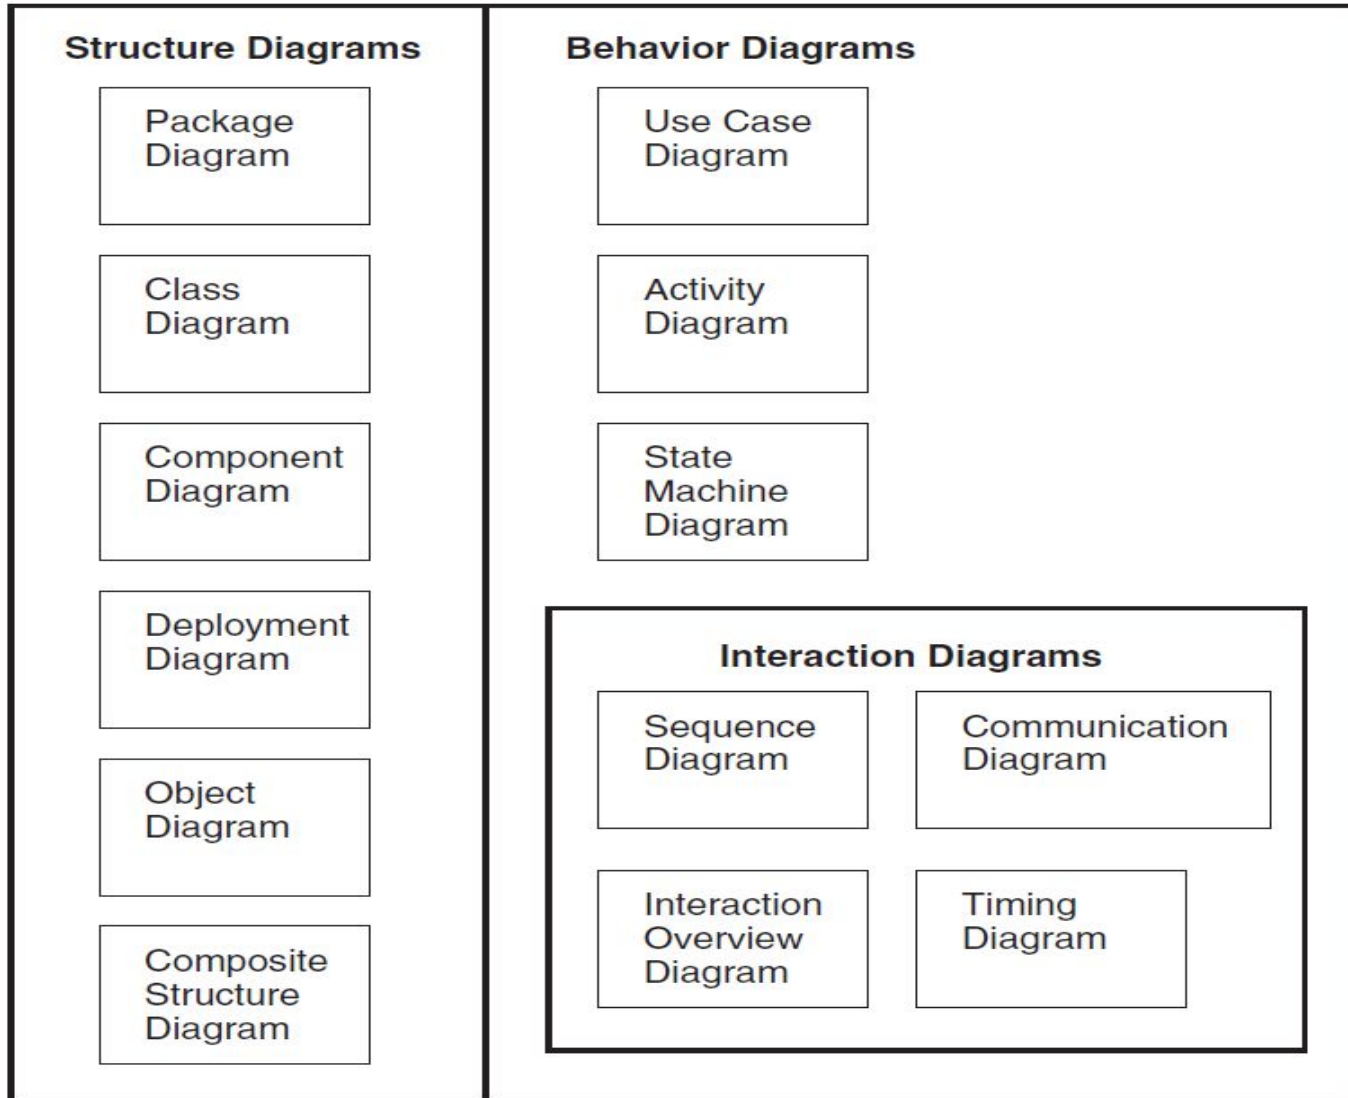 Structure Diagrams
Package
Diagram
Class
Diagram
Component
Diagram
Deployment
Diagram
Object
Diagram
Composite
Structure
Diagram
Behavior Diagrams
Use Case
Diagram
Activity
Diagram
State
Machine
Diagram
Interaction Diagrams
Sequence
Diagram
Communication
Diagram
Interaction
Overview
Diagram
Timing
Diagram